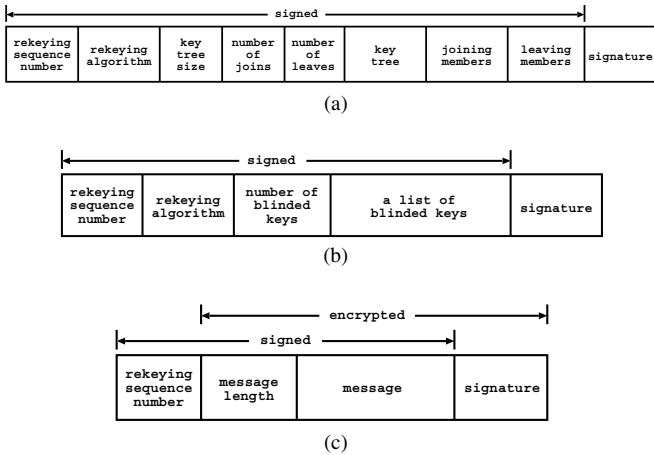 signed
rekeying sequence number
rekeying algorithm
key tree size
number of joins
number of leaves
key tree
joining members
leaving members
signature
(a)
signed
rekeying sequence number
rekeying algorithm
number of blinded keys
a list of blinded keys
signature
(b)
encrypted
signed
rekeying sequence number
message length
message
signature
(c)